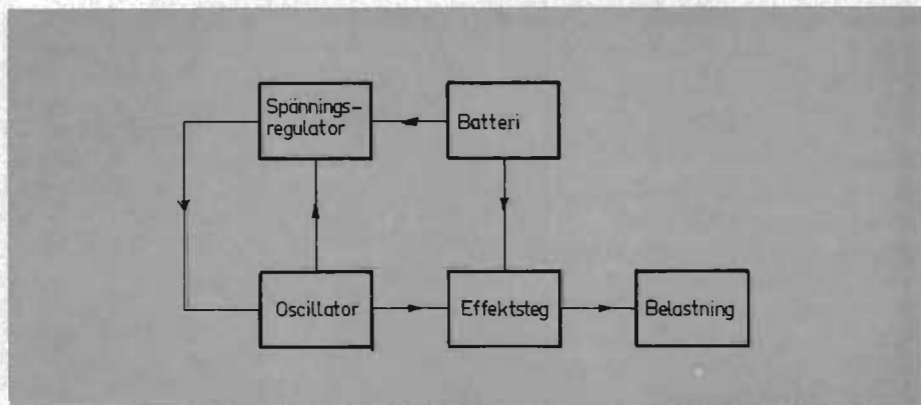 Spännings-
regulator
Batteri
Oscillator
Effektsteg
Belastning